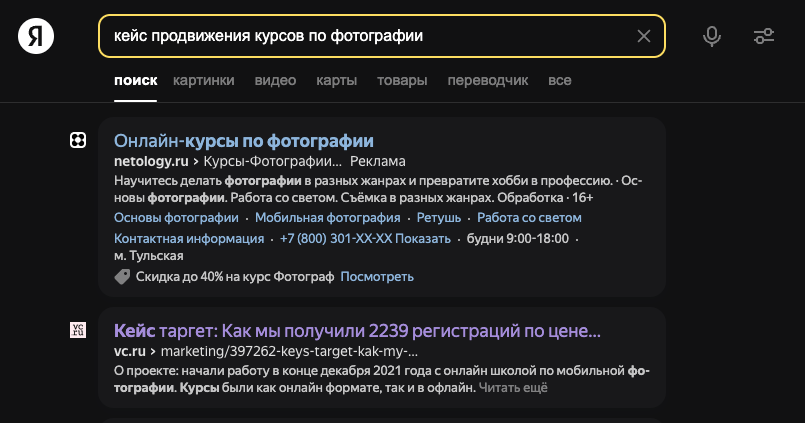 Я
кейс продвижения курсов по фотографии
поиск картинки видео карты товары переводчик все
Онлайн-курсы по фотографии
netology.ru › Курсы-Фотографии... Реклама
Научитесь делать фотографии в разных жанрах и превратите хобби в профессию. · Ос-
новы фотографии. Работа со светом. Съёмка в разных жанрах. Обработка · 16+
Основы фотографии · Мобильная фотография · Ретушь · Работа со светом
Контактная информация · +7 (800) 301-XX-XX Показать · будни 9:00-18:00 ·
м. Тульская
Скидка до 40% на курс Фотограф Посмотреть
vc.
ru
Кейс таргет: Как мы получили 2239 регистраций по цене...
vc.ru › marketing/397262-keys-target-kak-my-...
О проекте: начали работу в конце декабря 2021 года с онлайн школой по мобильной фо-
тографии. Курсы были как онлайн формате, так и в офлайн. Читать ещё